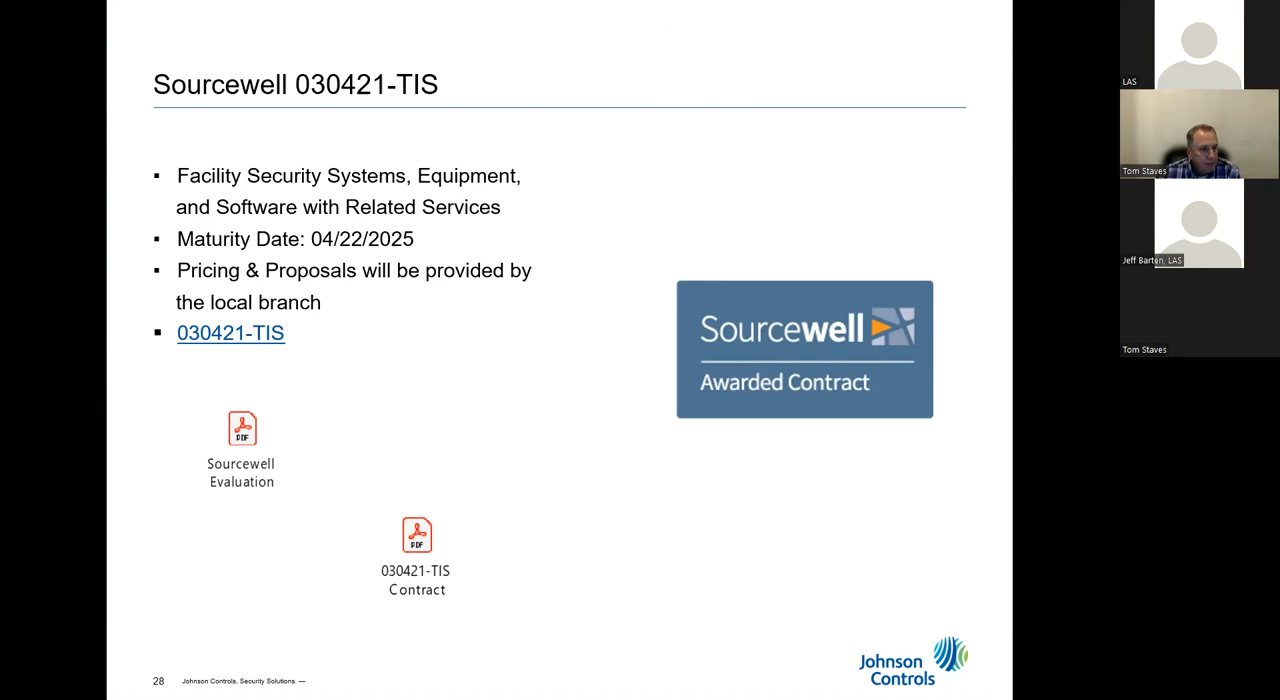 Sourcewell 030421-TIS
▪ Facility Security Systems, Equipment,
and Software with Related Services
▪ Maturity Date: 04/22/2025
▪ Pricing & Proposals will be provided by
the local branch
▪ 030421-TIS
Sourcewell
Evaluation
PDF
030421-TIS
Contract
PDF
Sourcewell
Awarded Contract
28 Johnson Controls, Security Solutions. —
Johnson
Controls
LAS
Tom Staves
Jeff Barten, LAS
Tom Staves